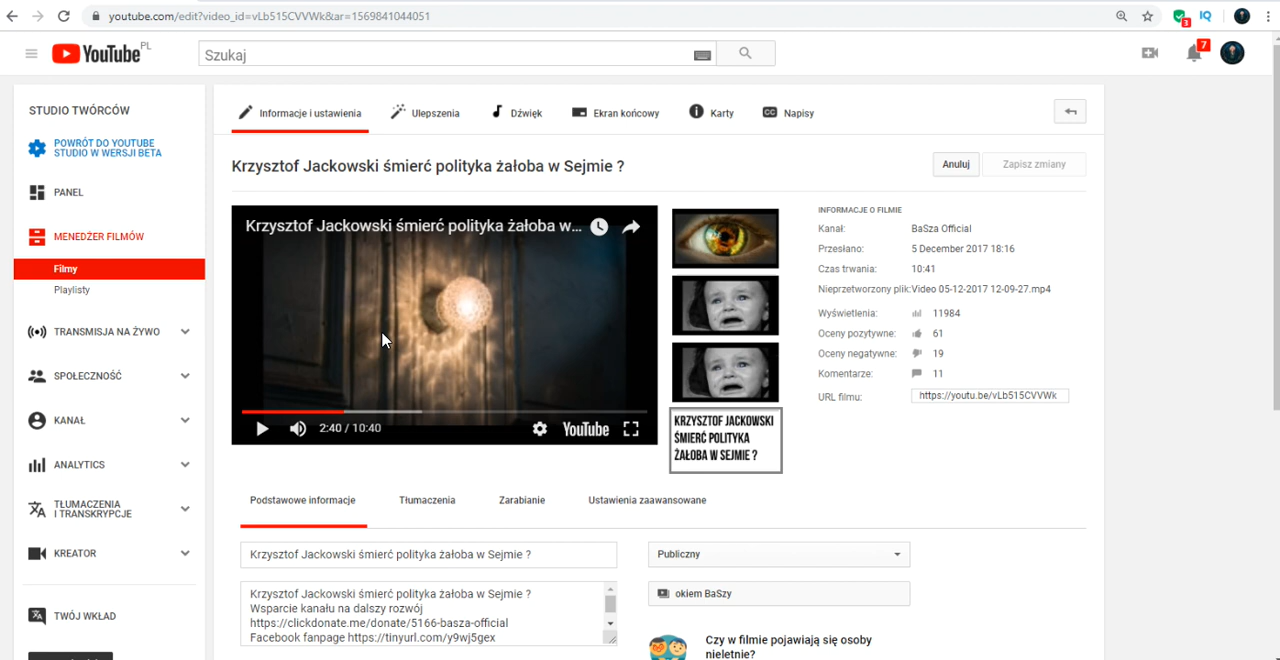 youtube.com/edit?video_id=vLb515CVVWk&ar=1569841044051
3
IQ
YouTube PL
Szukaj
7
STUDIO TWÓRCÓW
POWRÓT DO YOUTUBE
STUDIO W WERSJI BETA
PANEL
MENEDŻER FILMÓW
Filmy
Playlisty
TRANSMISJA NA ŻYWO
SPOŁECZNOŚĆ
KANAŁ
ANALYTICS
TŁUMACZENIA
I TRANSKRYPCJE
KREATOR
TWÓJ WKŁAD
Informacje i ustawienia
Ulepszenia
Dźwięk
Ekran końcowy
Karty
CC Napisy
Krzysztof Jackowski śmierć polityka żałoba w Sejmie ?
Anuluj
Zapisz zmiany
Krzysztof Jackowski śmierć polityka żałoba w...
2:40 / 10:40
YouTube
KRZYSZTOF JACKOWSKI
ŚMIERĆ POLITYKA
ŻAŁOBA W SEJMIE ?
INFORMACJE O FILMIE
Kanał: BaSza Official
Przesłano: 5 December 2017 18:16
Czas trwania: 10:41
Nieprzetworzony plik:Video 05-12-2017 12-09-27.mp4
Wyświetlenia: 11984
Oceny pozytywne: 61
Oceny negatywne: 19
Komentarze: 11
URL filmu: https://youtu.be/vLb515CVVWk
Podstawowe informacje
Tłumaczenia
Zarabianie
Ustawienia zaawansowane
Krzysztof Jackowski śmierć polityka żałoba w Sejmie ?
Krzysztof Jackowski śmierć polityka żałoba w Sejmie ?
Wsparcie kanału na dalszy rozwój
https://clickdonate.me/donate/5166-basza-official
Facebook fanpage https://tinyurl.com/y9wj5gex
Publiczny
okiem BaSzy
Czy w filmie pojawiają się osoby
nieletnie?